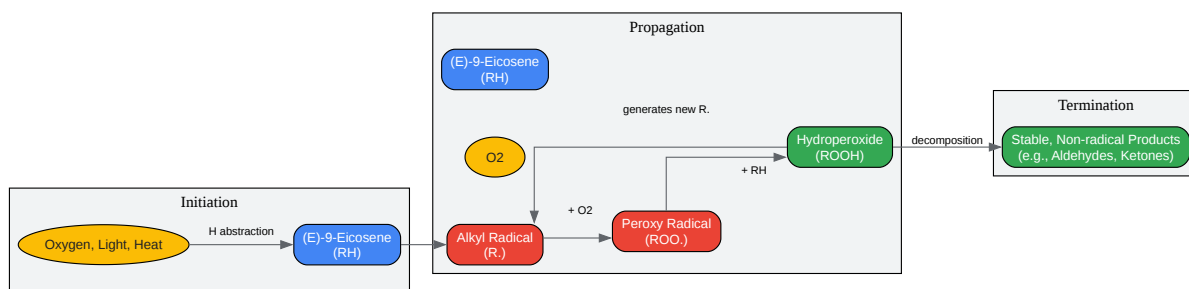 Propagation
(E)-9-Eicosene
(RH)
generates new R.
Termination
Hydroperoxide
(ROOH)
decomposition
Stable, Non-radical Products
(e.g., Aldehydes, Ketones)
O2
+ RH
Initiation
+ O2
Oxygen, Light, Heat
H abstraction
(E)-9-Eicosene
(RH)
Alkyl Radical
(R.)
Peroxy Radical
(ROO.)